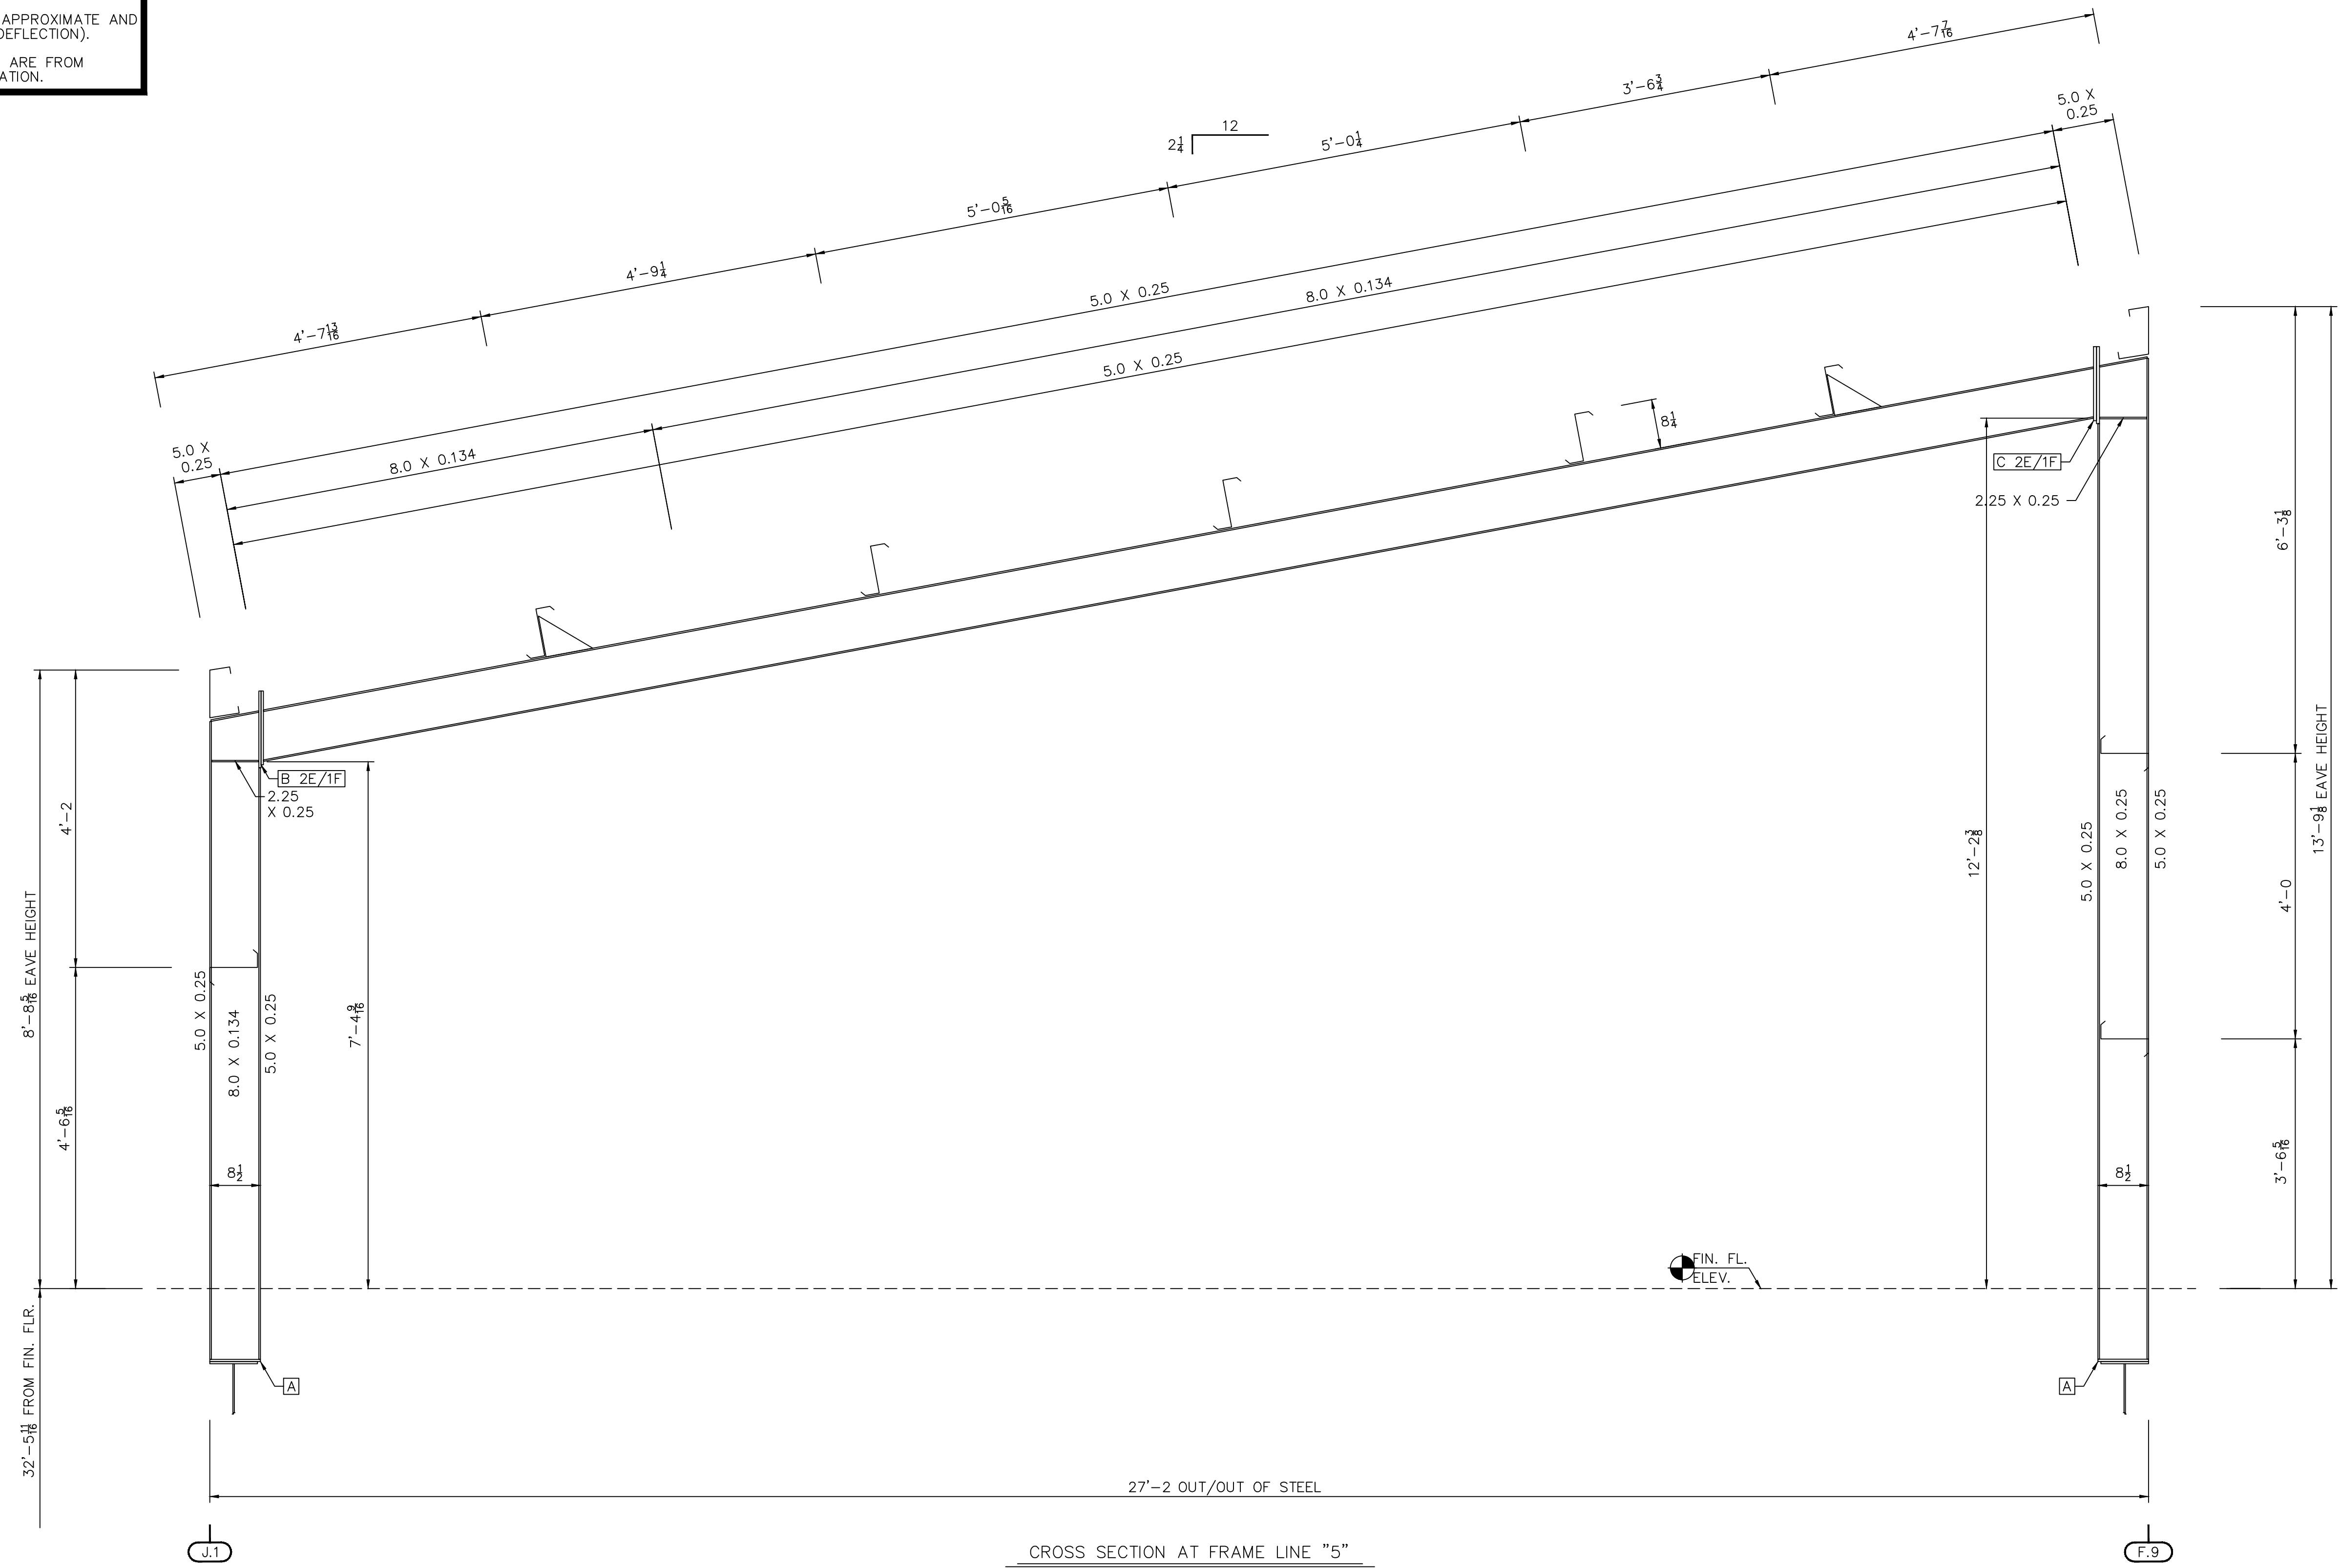 APPROXIMATE AND
DEFLECTION).
ARE FROM
ATION.
4'-7 7/16
3'-6 3/4
5.0 X
0.25
12
2 1/4
5'-0 1/4
5'-0 5/16
4'-9 1/4
4'-7 13/16
5.0 X 0.25
8.0 X 0.134
5.0 X 0.25
5.0 X
0.25
8.0 X 0.134
8 1/4
C 2E/1F
2.25 X 0.25
B 2E/1F
2.25
X 0.25
6'-3 1/8
13'-9 1/8 EAVE HEIGHT
4'-0
3'-6 5/16
12'-2 3/8
5.0 X 0.25
8.0 X 0.25
5.0 X 0.25
8 1/2
4'-2
8'-8 5/16 EAVE HEIGHT
4'-6 5/16
5.0 X 0.25
8.0 X 0.134
5.0 X 0.25
7'-4 9/16
8 1/2
FIN. FL.
ELEV.
32'-5 11/16 FROM FIN. FLR.
A
A
27'-2 OUT/OUT OF STEEL
J.1
F.9
CROSS SECTION AT FRAME LINE "5"